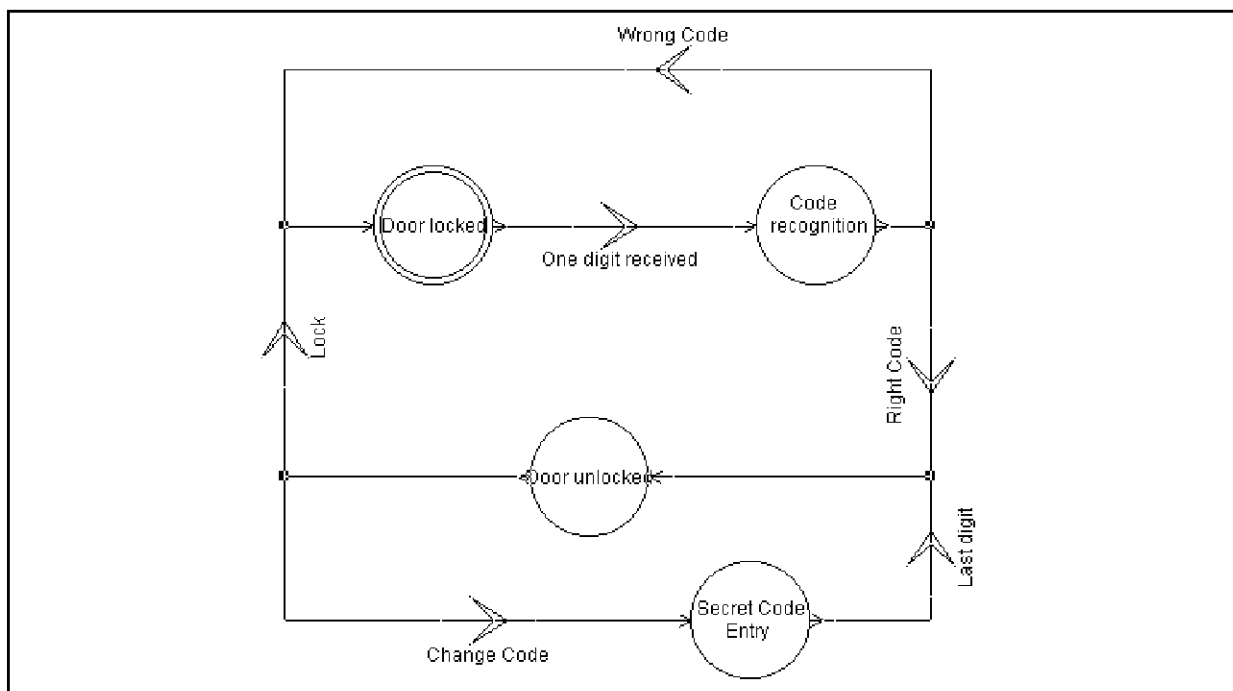 Wrong Code
Door locked
Code
recognition
One digit received
Lock
Right Code
Door unlocked
Last digit
Secret Code
Entry
Change Code